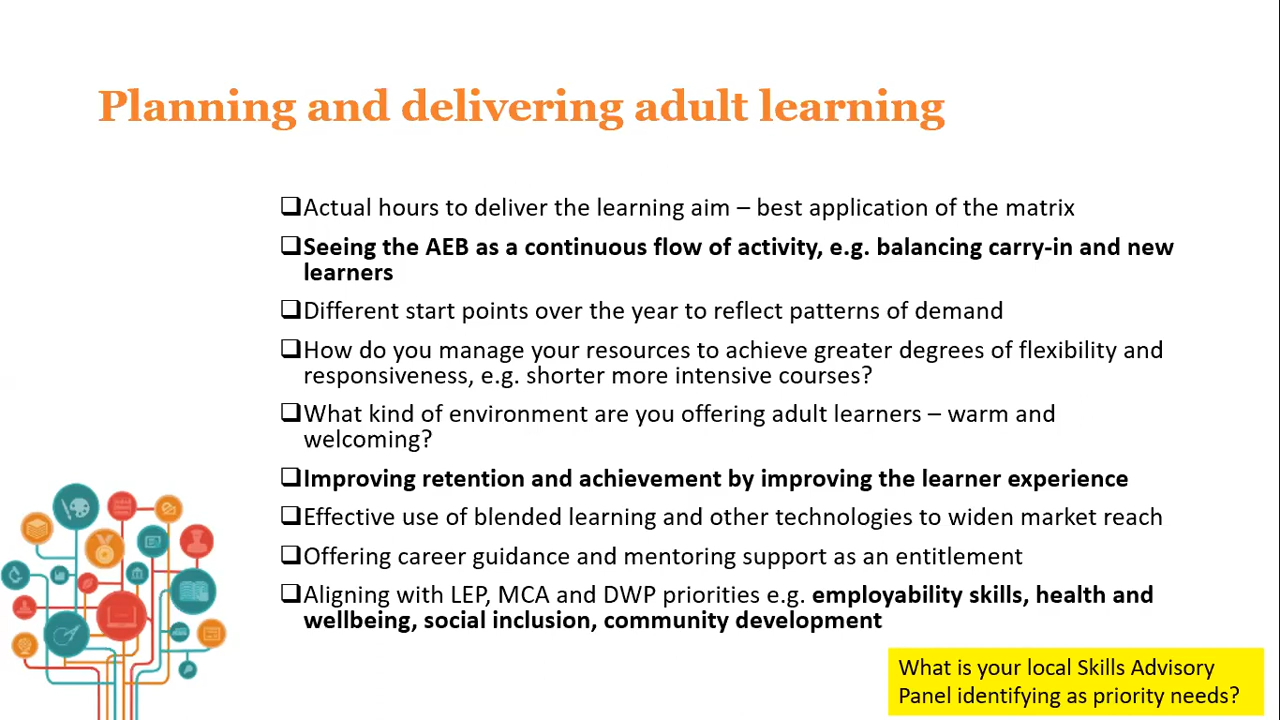 Planning and delivering adult learning
❑Actual hours to deliver the learning aim – best application of the matrix
❑Seeing the AEB as a continuous flow of activity, e.g. balancing carry-in and new
learners
❑Different start points over the year to reflect patterns of demand
❑How do you manage your resources to achieve greater degrees of flexibility and
responsiveness, e.g. shorter more intensive courses?
❑What kind of environment are you offering adult learners – warm and
welcoming?
❑Improving retention and achievement by improving the learner experience
❑Effective use of blended learning and other technologies to widen market reach
❑Offering career guidance and mentoring support as an entitlement
❑Aligning with LEP, MCA and DWP priorities e.g. employability skills, health and
wellbeing, social inclusion, community development
What is your local Skills Advisory
Panel identifying as priority needs?